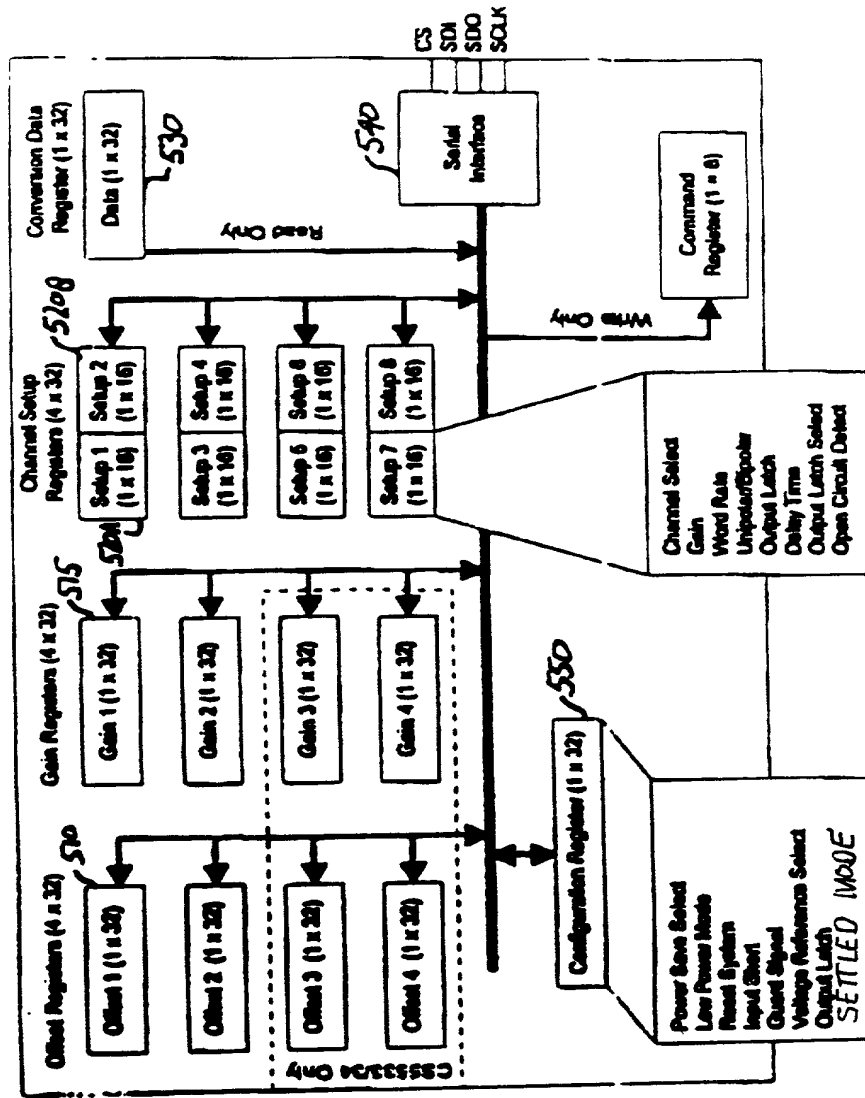 Offset Registers (4 x 32)
510
Offset 1 (1 x 32)
Offset 2 (1 x 32)
Offset 3 (1 x 32)
Offset 4 (1 x 32)
CS5533/34 Only
Gain Registers (4 x 32)
515
Gain 1 (1 x 32)
Gain 2 (1 x 32)
Gain 3 (1 x 32)
Gain 4 (1 x 32)
Channel Setup
Registers (4 x 32)
520A
520B
Setup 1
(1 x 16)
Setup 2
(1 x 16)
Setup 3
(1 x 16)
Setup 4
(1 x 16)
Setup 5
(1 x 16)
Setup 6
(1 x 16)
Setup 7
(1 x 16)
Setup 8
(1 x 16)
Conversion Data
Register (1 x 32)
Data (1 x 32)
530
Read Only
540
Serial
Interface
CS
SDI
SDO
SCLK
Write Only
Command
Register (1 x 8)
550
Configuration Register (1 x 32)
Power Save Select
Low Power Mode
Reset System
Input Short
Guard Signal
Voltage Reference Select
Output Latch
SETTLED MODE
Channel Select
Gain
Word Rate
Unipolar/Bipolar
Output Latch
Delay Time
Output Latch Select
Open Circuit Detect